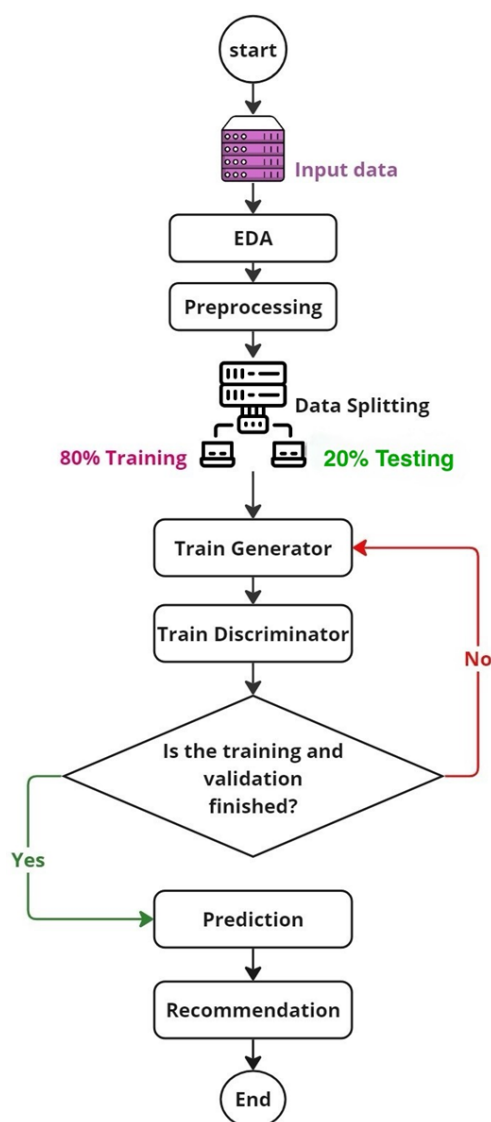 start
Input data
EDA
Preprocessing
Data Splitting
80% Training
20% Testing
Train Generator
Train Discriminator
No
Is the training and
validation
finished?
Yes
Prediction
Recommendation
End